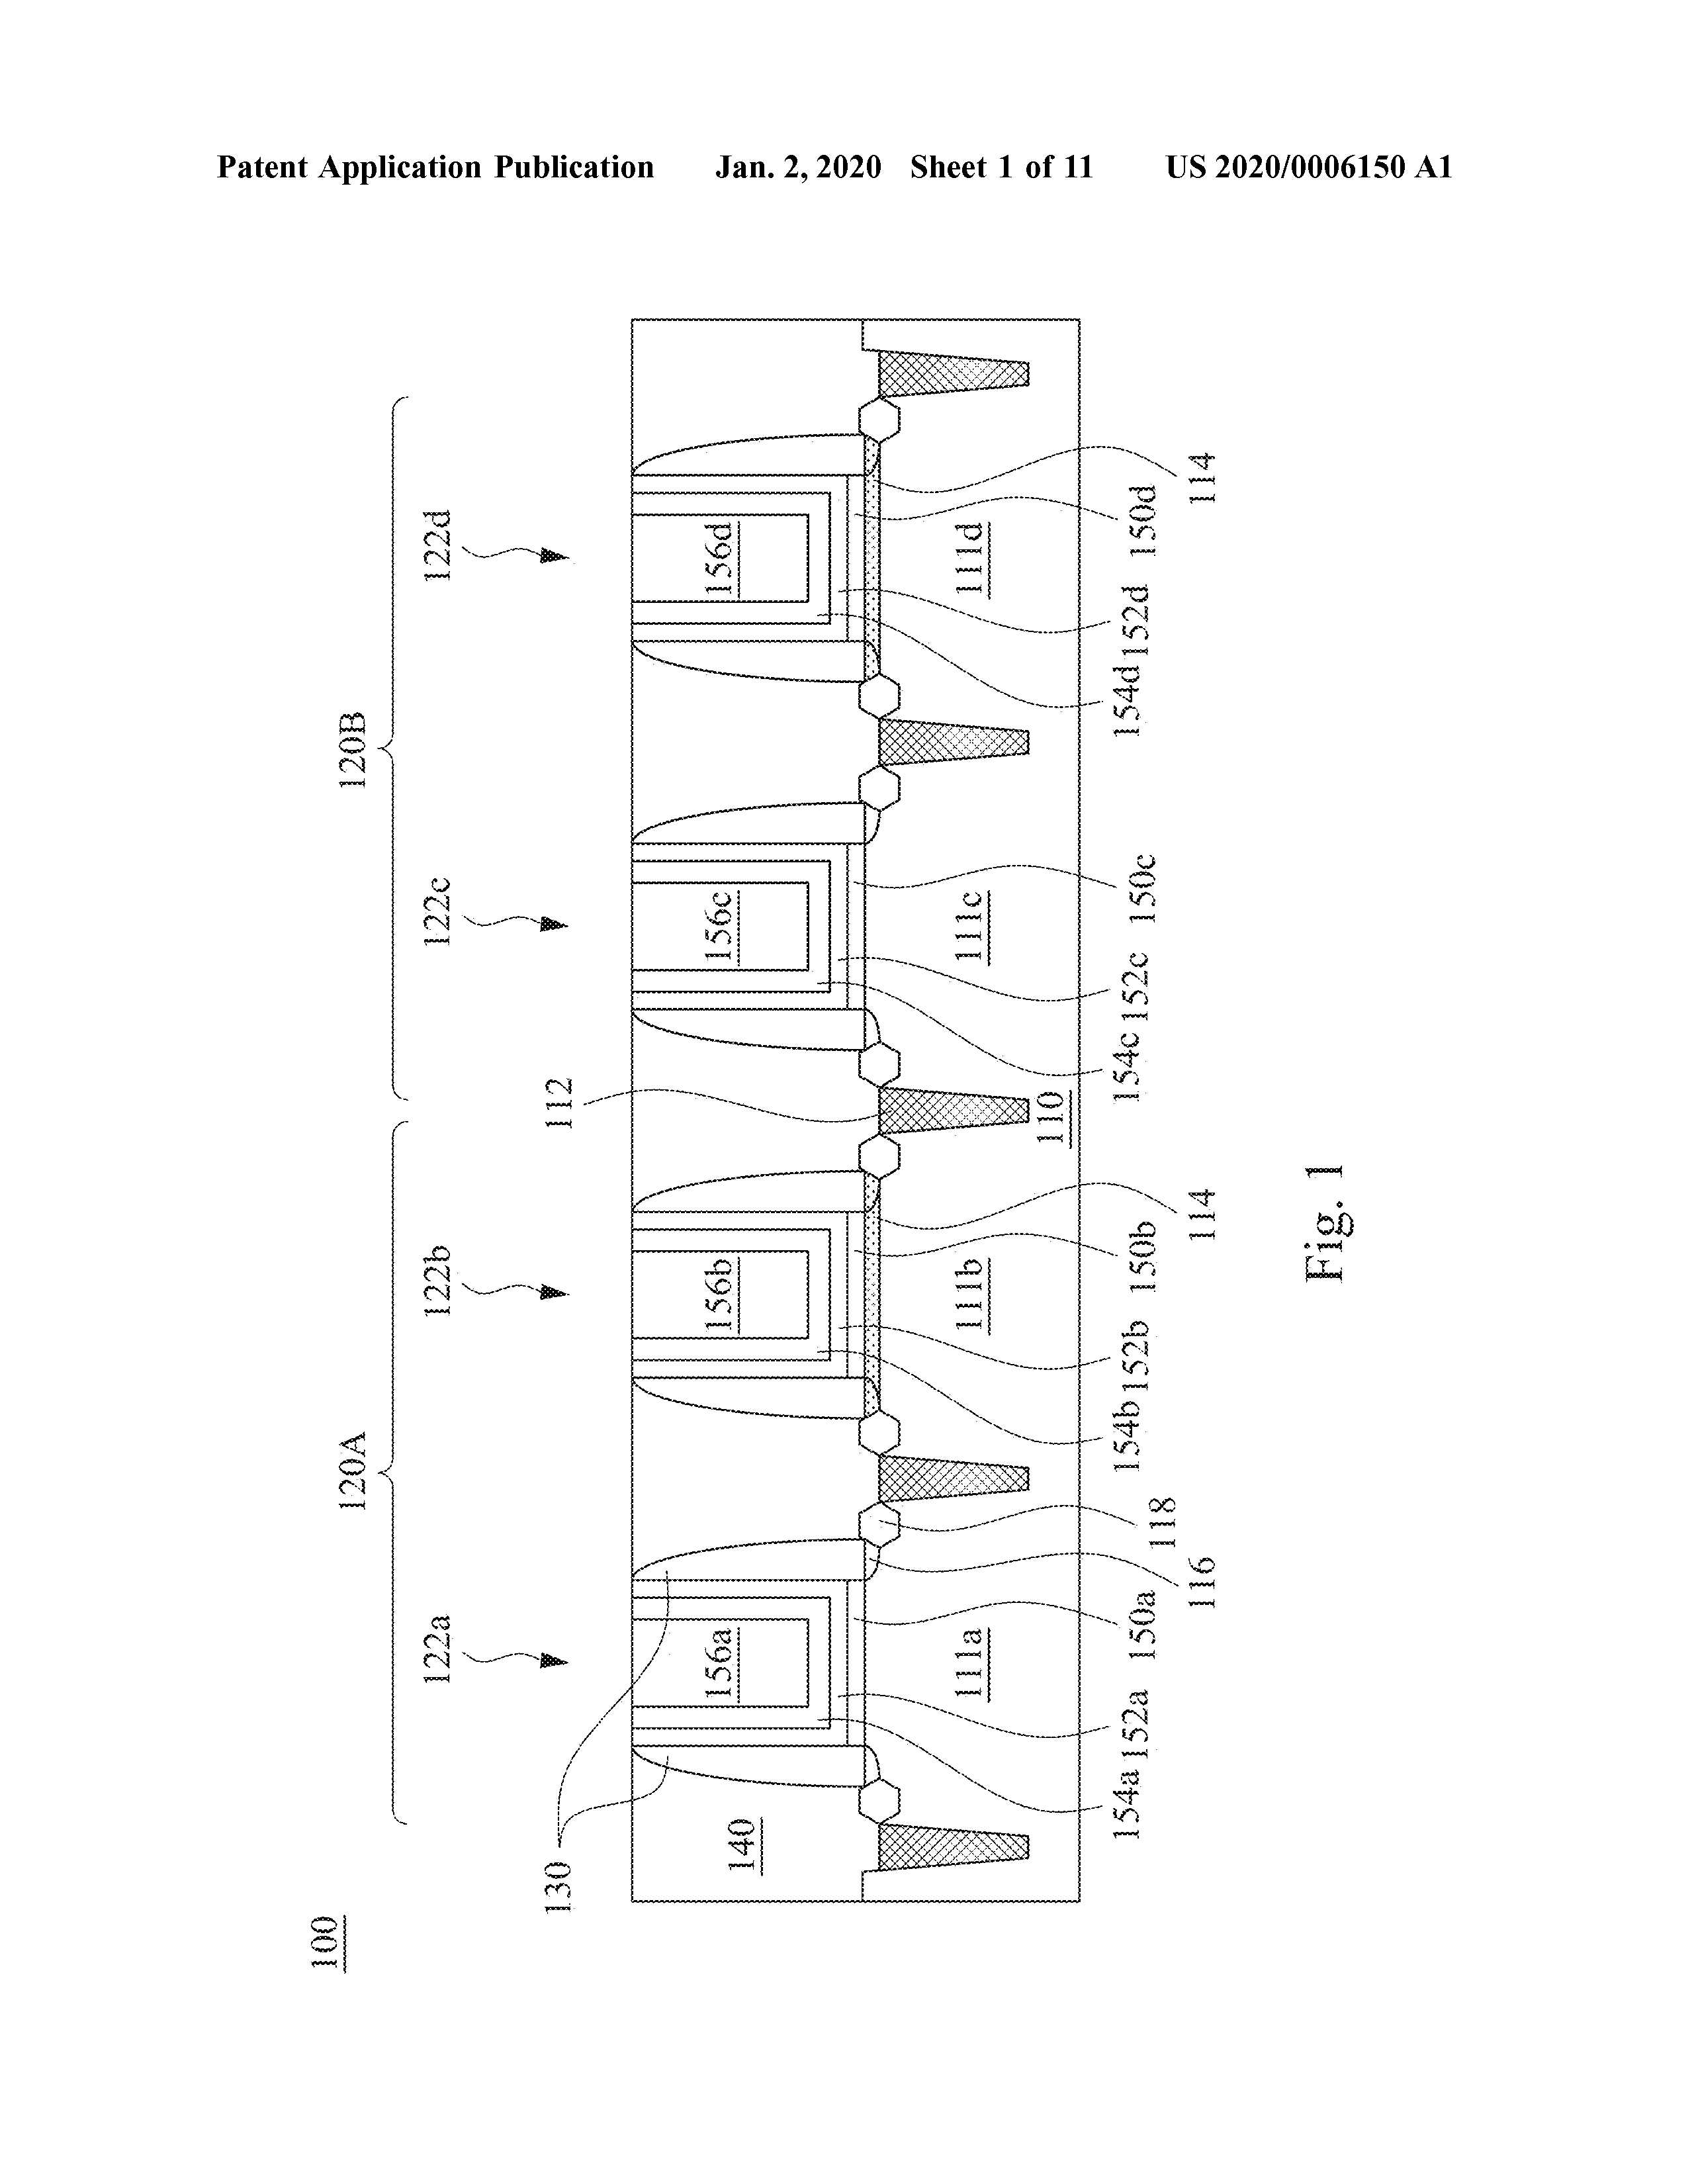 Patent Application Publication Jan. 2, 2020 Sheet 1 of 11 US 2020/0006150 A1
100
120A 120B
122a 122b 122c 122d
130 112
140 156a 156b 156c 156d
111a 111b 111c 111d
110
154a 152a 150a 116 118 154b 152b 150b 114 154c 152c 150c 154d 152d 150d 114
Fig. 1